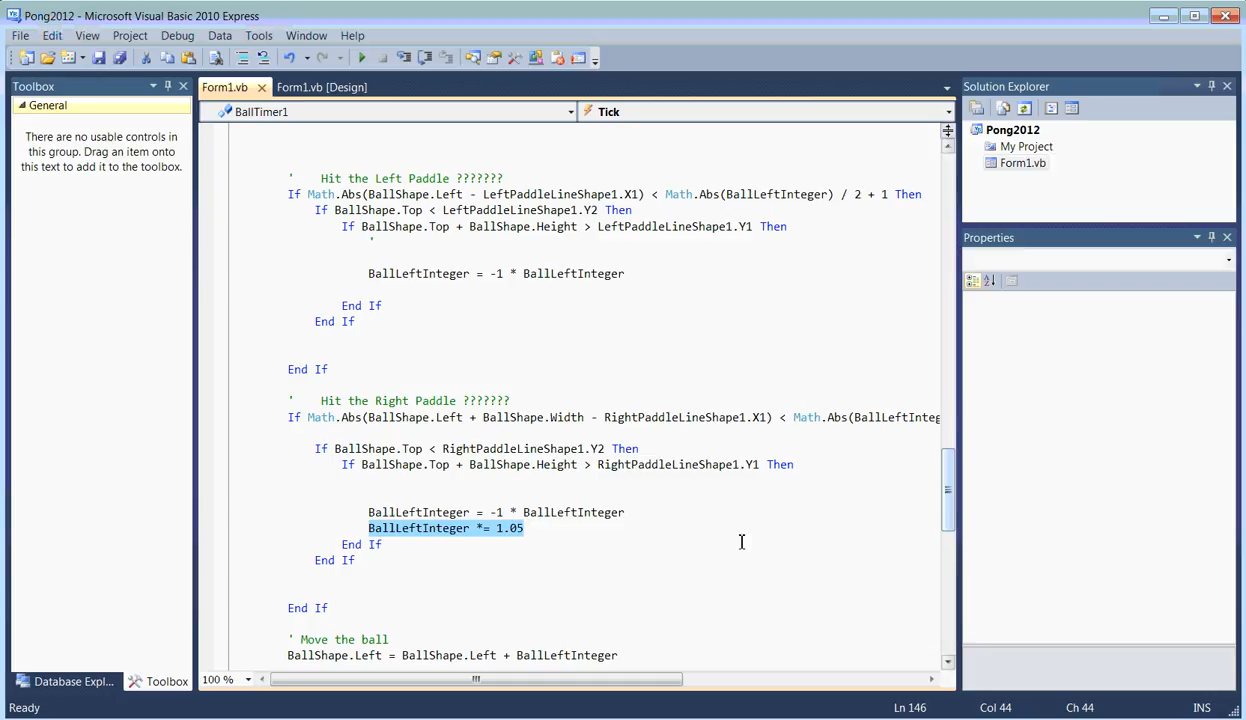 Pong2012 - Microsoft Visual Basic 2010 Express
File Edit View Project Debug Data Tools Window Help
Toolbox
General
There are no usable controls in
this group. Drag an item onto
this text to add it to the toolbox.
Database Expl...
Toolbox
Form1.vb
Form1.vb [Design]
BallTimer1
Tick
' Hit the Left Paddle ???????
If Math.Abs(BallShape.Left - LeftPaddleLineShape1.X1) < Math.Abs(BallLeftInteger) / 2 + 1 Then
If BallShape.Top < LeftPaddleLineShape1.Y2 Then
If BallShape.Top + BallShape.Height > LeftPaddleLineShape1.Y1 Then
'
BallLeftInteger = -1 * BallLeftInteger
End If
End If
End If
' Hit the Right Paddle ???????
If Math.Abs(BallShape.Left + BallShape.Width - RightPaddleLineShape1.X1) < Math.Abs(BallLeftInteg
If BallShape.Top < RightPaddleLineShape1.Y2 Then
If BallShape.Top + BallShape.Height > RightPaddleLineShape1.Y1 Then
BallLeftInteger = -1 * BallLeftInteger
BallLeftInteger *= 1.05
End If
End If
End If
' Move the ball
BallShape.Left = BallShape.Left + BallLeftInteger
100 %
Solution Explorer
Pong2012
My Project
Form1.vb
Properties
Ready
Ln 146
Col 44
Ch 44
INS